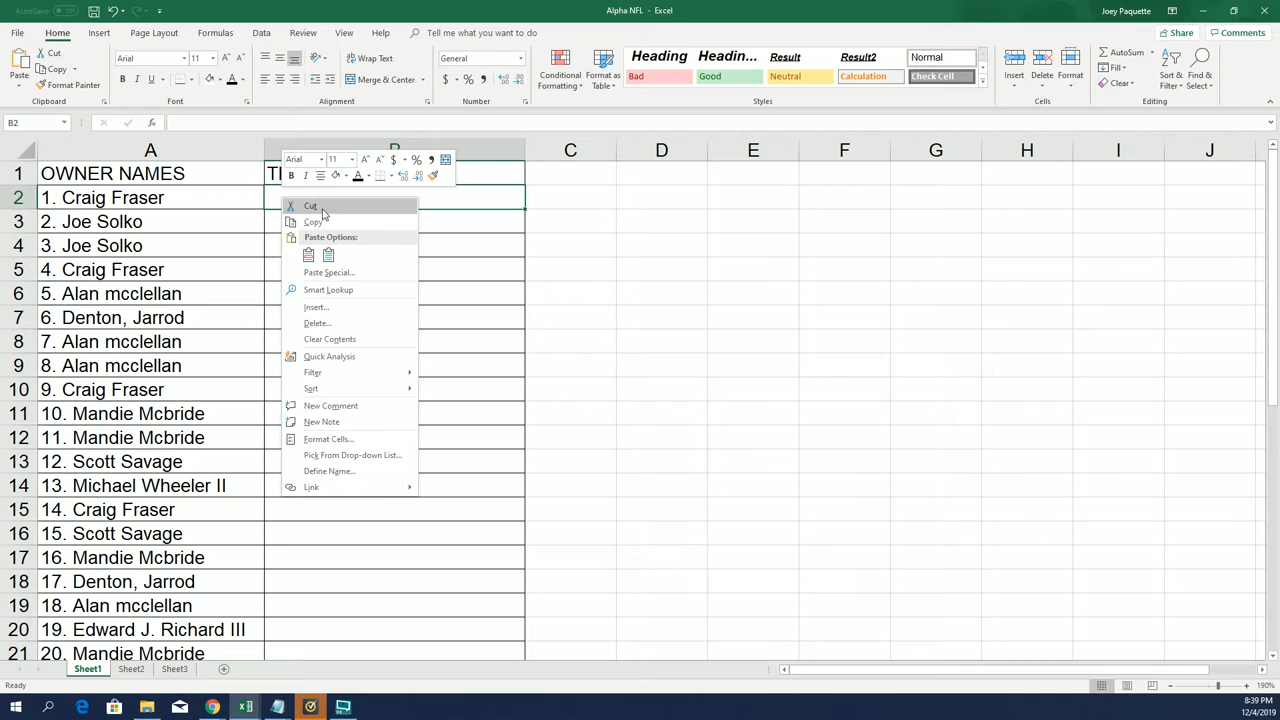 AutoSave Off Alpha NFL - Excel Joey Paquette
File Home Insert Page Layout Formulas Data Review View Help Tell me what you want to do Share Comments
Paste Cut Copy Format Painter
Clipboard
Arial 11 B I U
Font
Wrap Text Merge & Center
Alignment
General $ % ,
Number
Conditional Formatting Format as Table
Heading Headin... Result Result2 Normal
Bad Good Neutral Calculation Check Cell
Styles
Insert Delete Format
Cells
AutoSum Fill Clear Sort & Filter Find & Select
Editing
B2 fx
A B C D E F G H I J
1 OWNER NAMES
2 1. Craig Fraser
3 2. Joe Solko
4 3. Joe Solko
5 4. Craig Fraser
6 5. Alan mcclellan
7 6. Denton, Jarrod
8 7. Alan mcclellan
9 8. Alan mcclellan
10 9. Craig Fraser
11 10. Mandie Mcbride
12 11. Mandie Mcbride
13 12. Scott Savage
14 13. Michael Wheeler II
15 14. Craig Fraser
16 15. Scott Savage
17 16. Mandie Mcbride
18 17. Denton, Jarrod
19 18. Alan mcclellan
20 19. Edward J. Richard III
21 20. Mandie Mcbride
Arial 11 A A $ % ,
B I A
Cut
Copy
Paste Options:
Paste Special...
Smart Lookup
Insert...
Delete...
Clear Contents
Quick Analysis
Filter
Sort
New Comment
New Note
Format Cells...
Pick From Drop-down List...
Define Name...
Link
Sheet1 Sheet2 Sheet3
Ready 190%
8:39 PM
12/4/2019